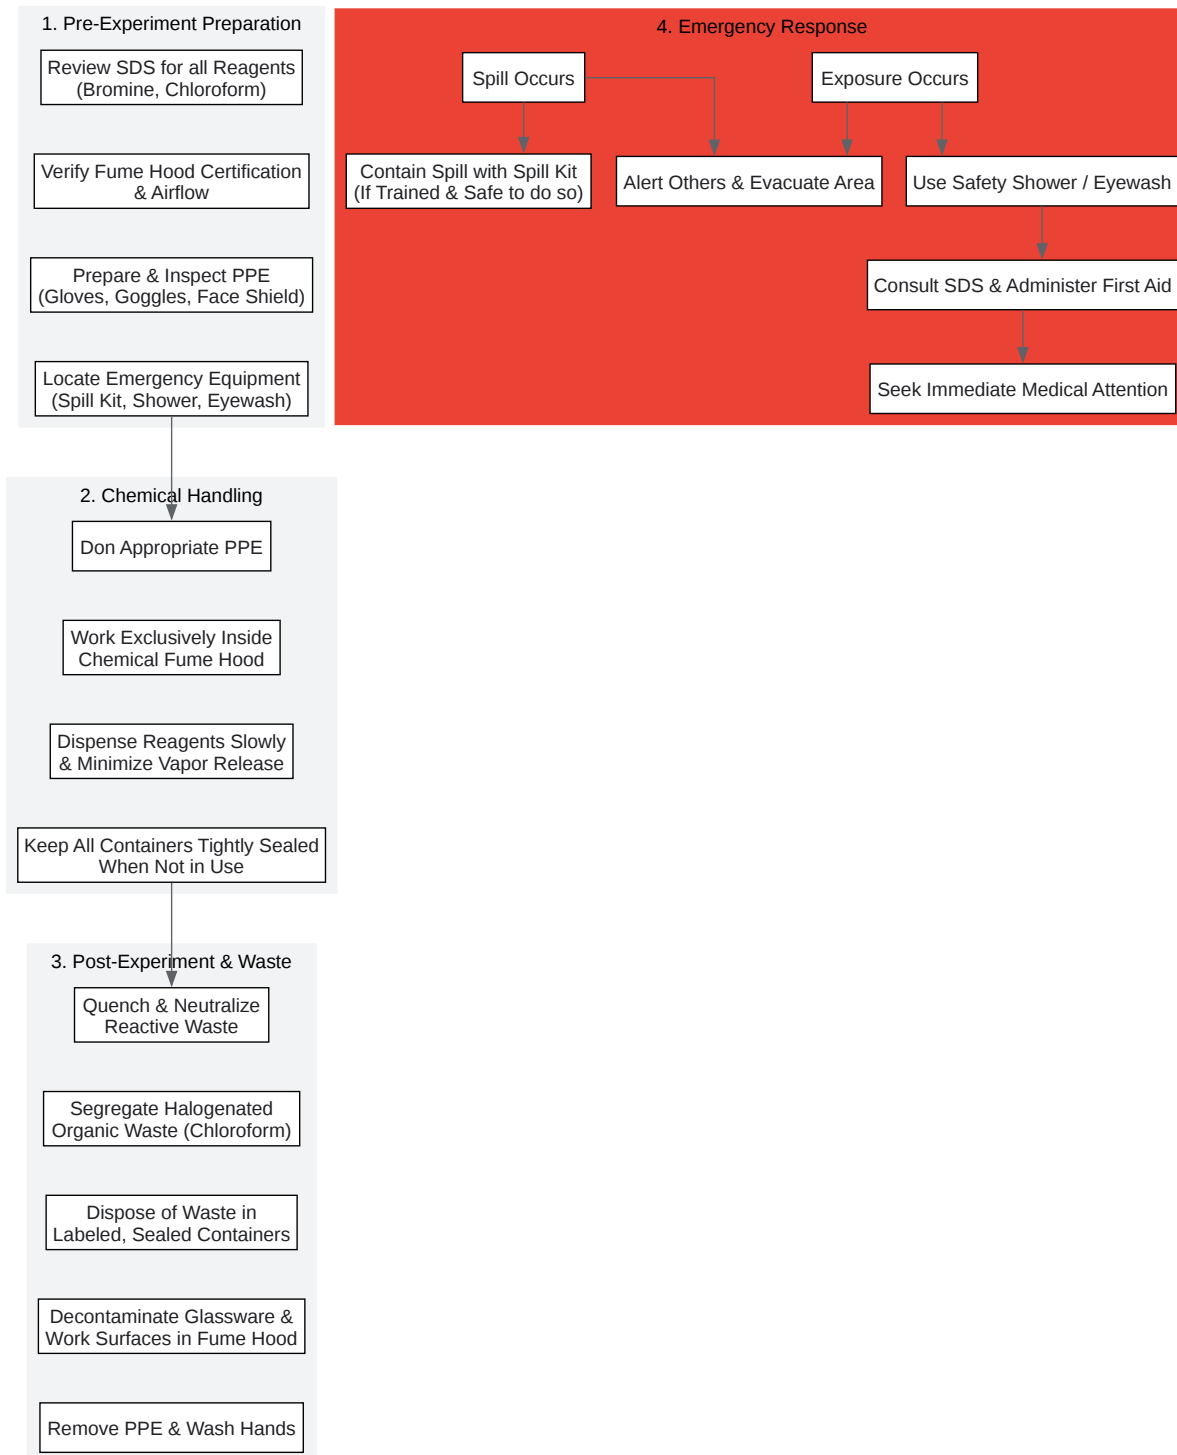 1. Pre-Experiment Preparation
Review SDS for all Reagents
(Bromine, Chloroform)
Verify Fume Hood Certification
& Airflow
Prepare & Inspect PPE
(Gloves, Goggles, Face Shield)
Locate Emergency Equipment
(Spill Kit, Shower, Eyewash)
4. Emergency Response
Spill Occurs
Exposure Occurs
Contain Spill with Spill Kit
(If Trained & Safe to do so)
Alert Others & Evacuate Area
Use Safety Shower / Eyewash
Consult SDS & Administer First Aid
Seek Immediate Medical Attention
2. Chemical Handling
Don Appropriate PPE
Work Exclusively Inside
Chemical Fume Hood
Dispense Reagents Slowly
& Minimize Vapor Release
Keep All Containers Tightly Sealed
When Not in Use
3. Post-Experiment & Waste
Quench & Neutralize
Reactive Waste
Segregate Halogenated
Organic Waste (Chloroform)
Dispose of Waste in
Labeled, Sealed Containers
Decontaminate Glassware &
Work Surfaces in Fume Hood
Remove PPE & Wash Hands